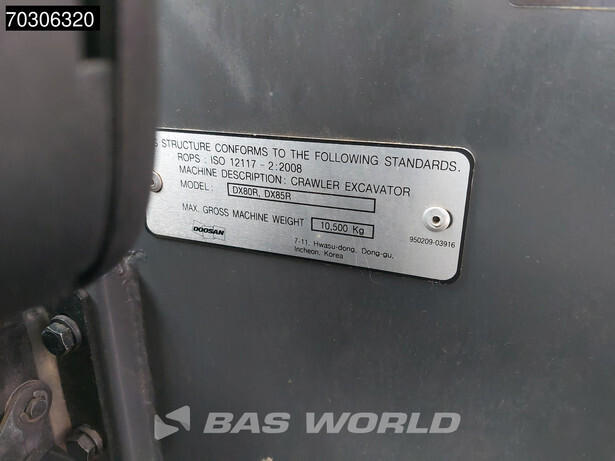 70306320
S STRUCTURE CONFORMS TO THE FOLLOWING STANDARDS.
ROPS : ISO 12117 - 2:2008
MACHINE DESCRIPTION: CRAWLER EXCAVATOR
MODEL: DX80R, DX85R
MAX. GROSS MACHINE WEIGHT 10,500 Kg
DOOSAN
7-11, Hwasu-dong, Dong-gu,
Incheon, Korea
950209-03916
BAS WORLD